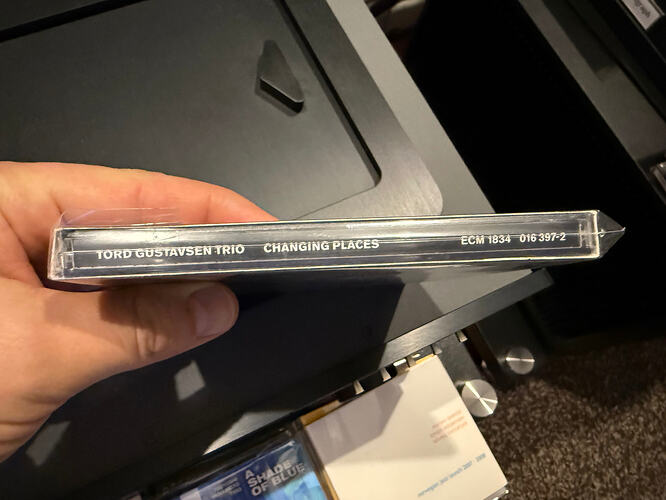 TORD GUSTAVSEN TRIO CHANGING PLACES ECM 1834 016 397-2
A
SHADE
OF BLUE